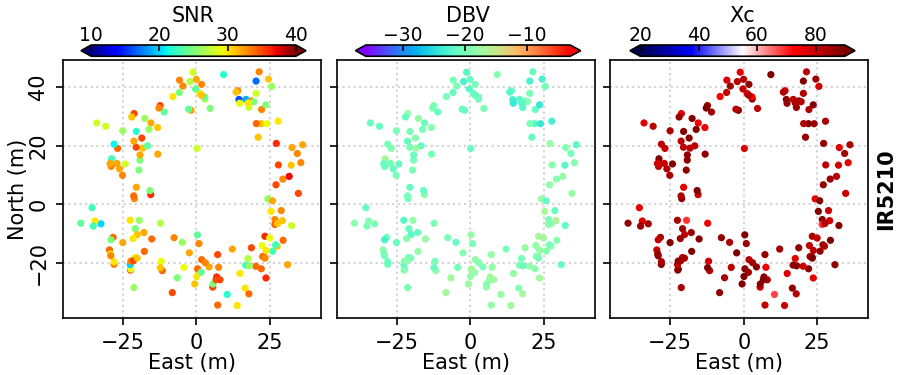 SNR DBV Xc
10 20 30 40 −30 −20 −10 20 40 60 80
North (m)
40
20
0
−20
−25 0 25 −25 0 25 −25 0 25
East (m) East (m) East (m)
IR5210